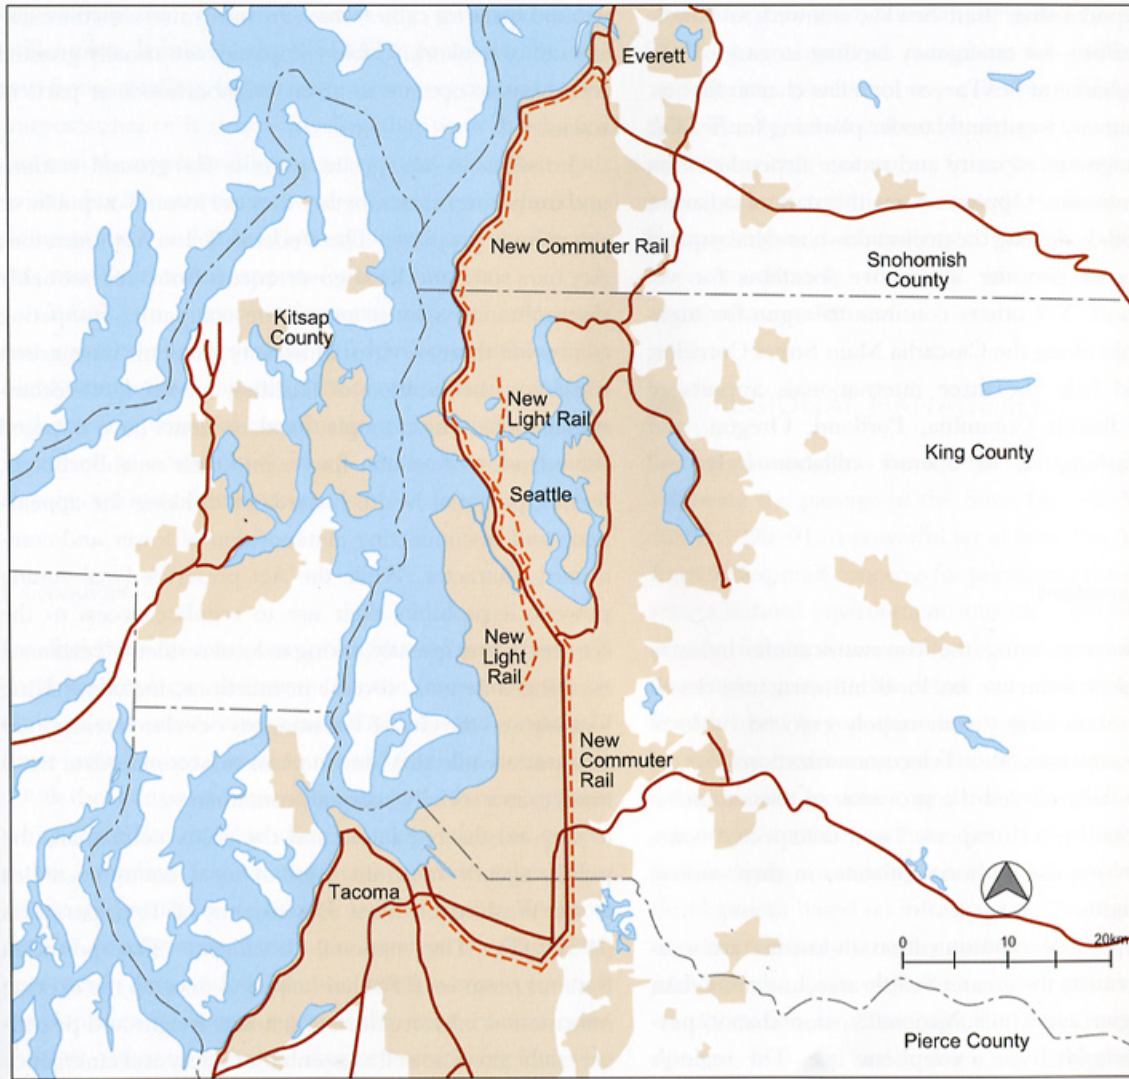 Everett
New Commuter Rail
Snohomish
County
Kitsap
County
New
Light Rail
King County
Seattle
New
Light
Rail
New
Commuter
Rail
Tacoma
0
10
20km
Pierce County